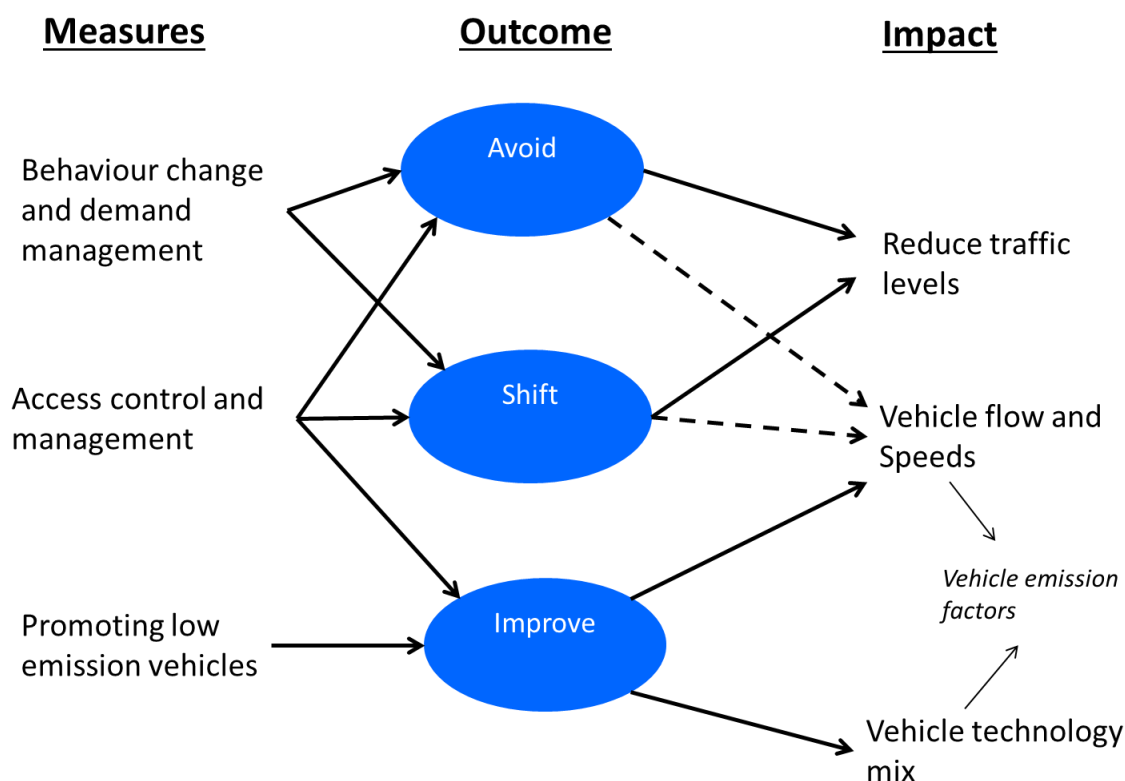 Measures
Outcome
Impact
Behaviour change
and demand
management
Access control and
management
Promoting low
emission vehicles
Avoid
Shift
Improve
Reduce traffic
levels
Vehicle flow and
Speeds
Vehicle emission
factors
Vehicle technology
mix